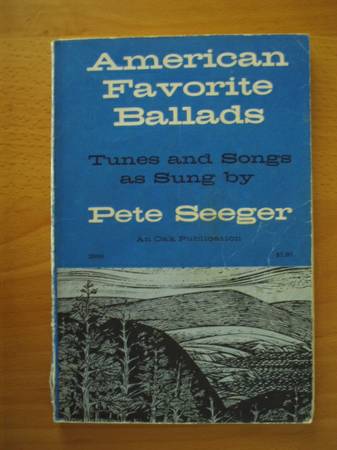 American
Favorite
Ballads
Tunes and Songs
as Sung by
Pete Seeger
An Oak Publication